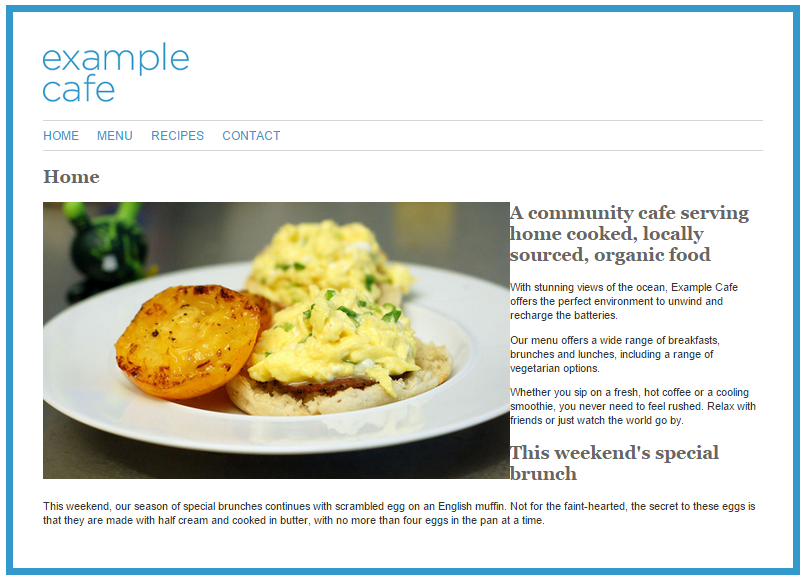 example
cafe
HOME MENU RECIPES CONTACT
Home
A community cafe serving
home cooked, locally
sourced, organic food
With stunning views of the ocean, Example Cafe
offers the perfect environment to unwind and
recharge the batteries.
Our menu offers a wide range of breakfasts,
brunches and lunches, including a range of
vegetarian options.
Whether you sip on a fresh, hot coffee or a cooling
smoothie, you never need to feel rushed. Relax with
friends or just watch the world go by.
This weekend's special
brunch
This weekend, our season of special brunches continues with scrambled egg on an English muffin. Not for the faint-hearted, the secret to these eggs is
that they are made with half cream and cooked in butter, with no more than four eggs in the pan at a time.